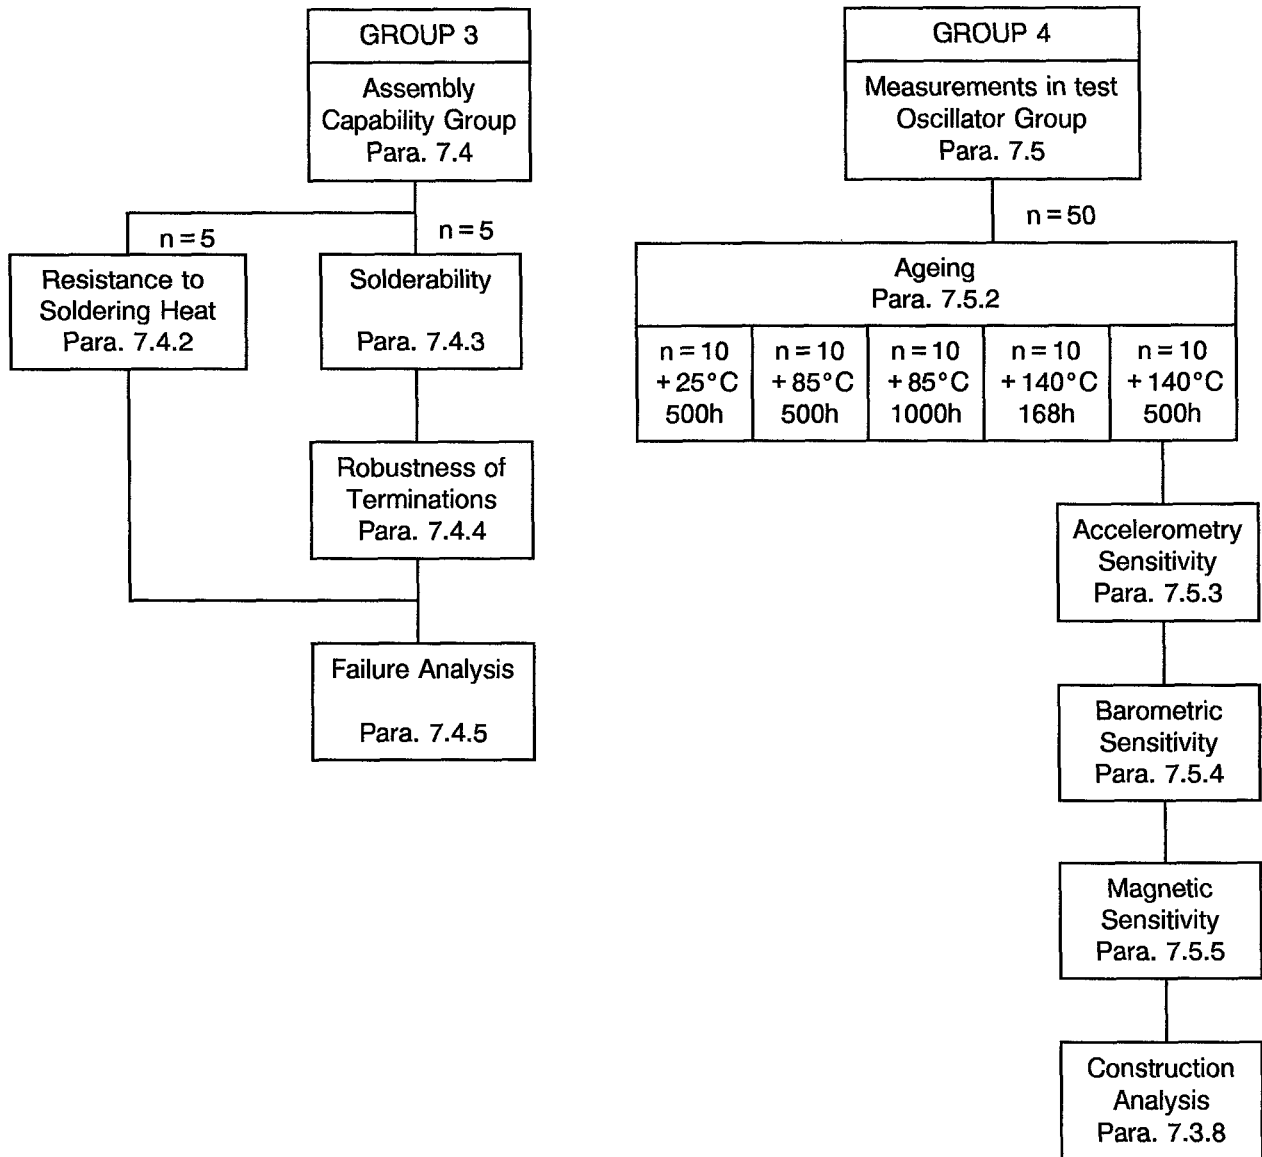 GROUP 3
Assembly
Capability Group
Para. 7.4
n = 5
n = 5
Resistance to
Soldering Heat
Para. 7.4.2
Solderability
Para. 7.4.3
Robustness of
Terminations
Para. 7.4.4
Failure Analysis
Para. 7.4.5
GROUP 4
Measurements in test
Oscillator Group
Para. 7.5
n = 50
Ageing
Para. 7.5.2
n = 10
+25°C
500h
n = 10
+85°C
500h
n = 10
+85°C
1000h
n = 10
+140°C
168h
n = 10
+140°C
500h
Accelerometry
Sensitivity
Para. 7.5.3
Barometric
Sensitivity
Para. 7.5.4
Magnetic
Sensitivity
Para. 7.5.5
Construction
Analysis
Para. 7.3.8